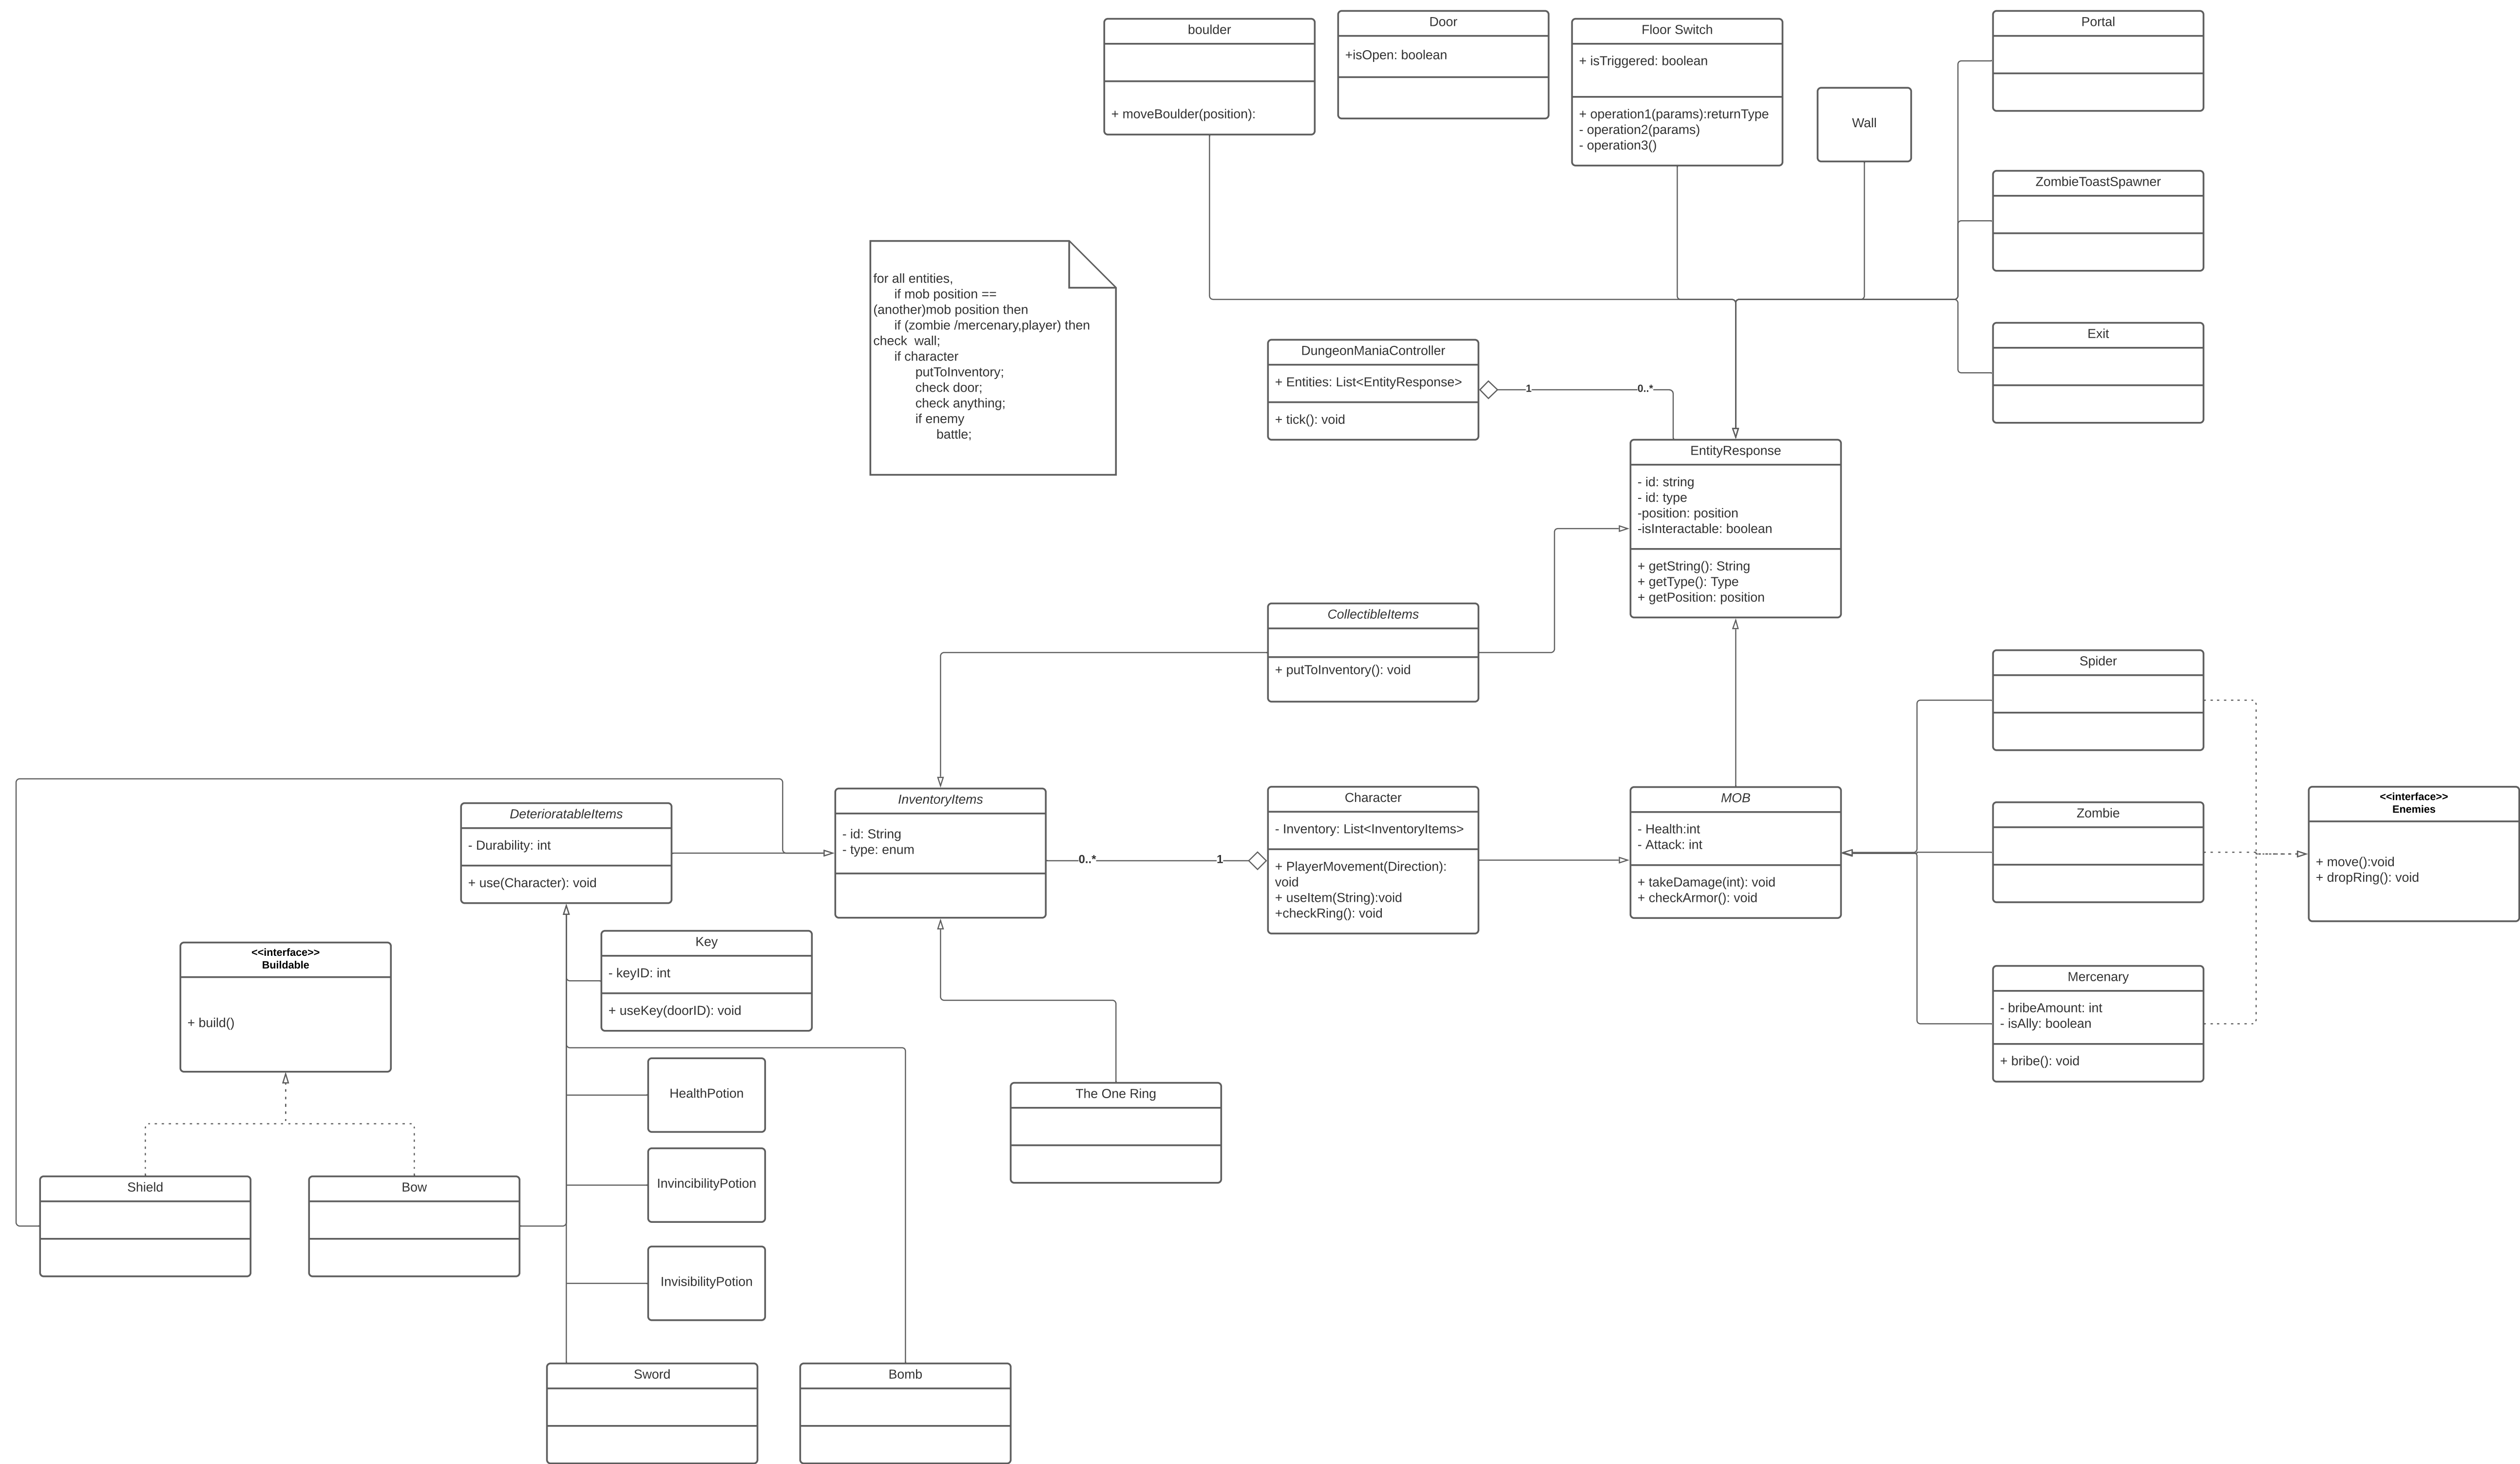 boulder
+ moveBoulder(position):
Door
+isOpen: boolean
Floor Switch
+ isTriggered: boolean
+ operation1(params):returnType
- operation2(params)
- operation3()
Wall
Portal
ZombieToastSpawner
Exit
for all entities,
if mob position ==
(another)mob position then
if (zombie /mercenary,player) then
check  wall;
if character
putToInventory;
check door;
check anything;
if enemy
battle;
DungeonManiaController
+ Entities: List<EntityResponse>
+ tick(): void
1
0..*
EntityResponse
- id: string
- id: type
-position: position
-isInteractable: boolean
+ getString(): String
+ getType(): Type
+ getPosition: position
CollectibleItems
+ putToInventory(): void
DeterioratableItems
- Durability: int
+ use(Character): void
InventoryItems
- id: String
- type: enum
0..*
1
Character
- Inventory: List<InventoryItems>
+ PlayerMovement(Direction):
void
+ useItem(String):void
+checkRing(): void
MOB
- Health:int
- Attack: int
+ takeDamage(int): void
+ checkArmor(): void
Spider
Zombie
Mercenary
- bribeAmount: int
- isAlly: boolean
+ bribe(): void
<<interface>>
Enemies
+ move():void
+ dropRing(): void
<<interface>>
Buildable
+ build()
Key
- keyID: int
+ useKey(doorID): void
HealthPotion
InvincibilityPotion
InvisibilityPotion
The One Ring
Shield
Bow
Sword
Bomb